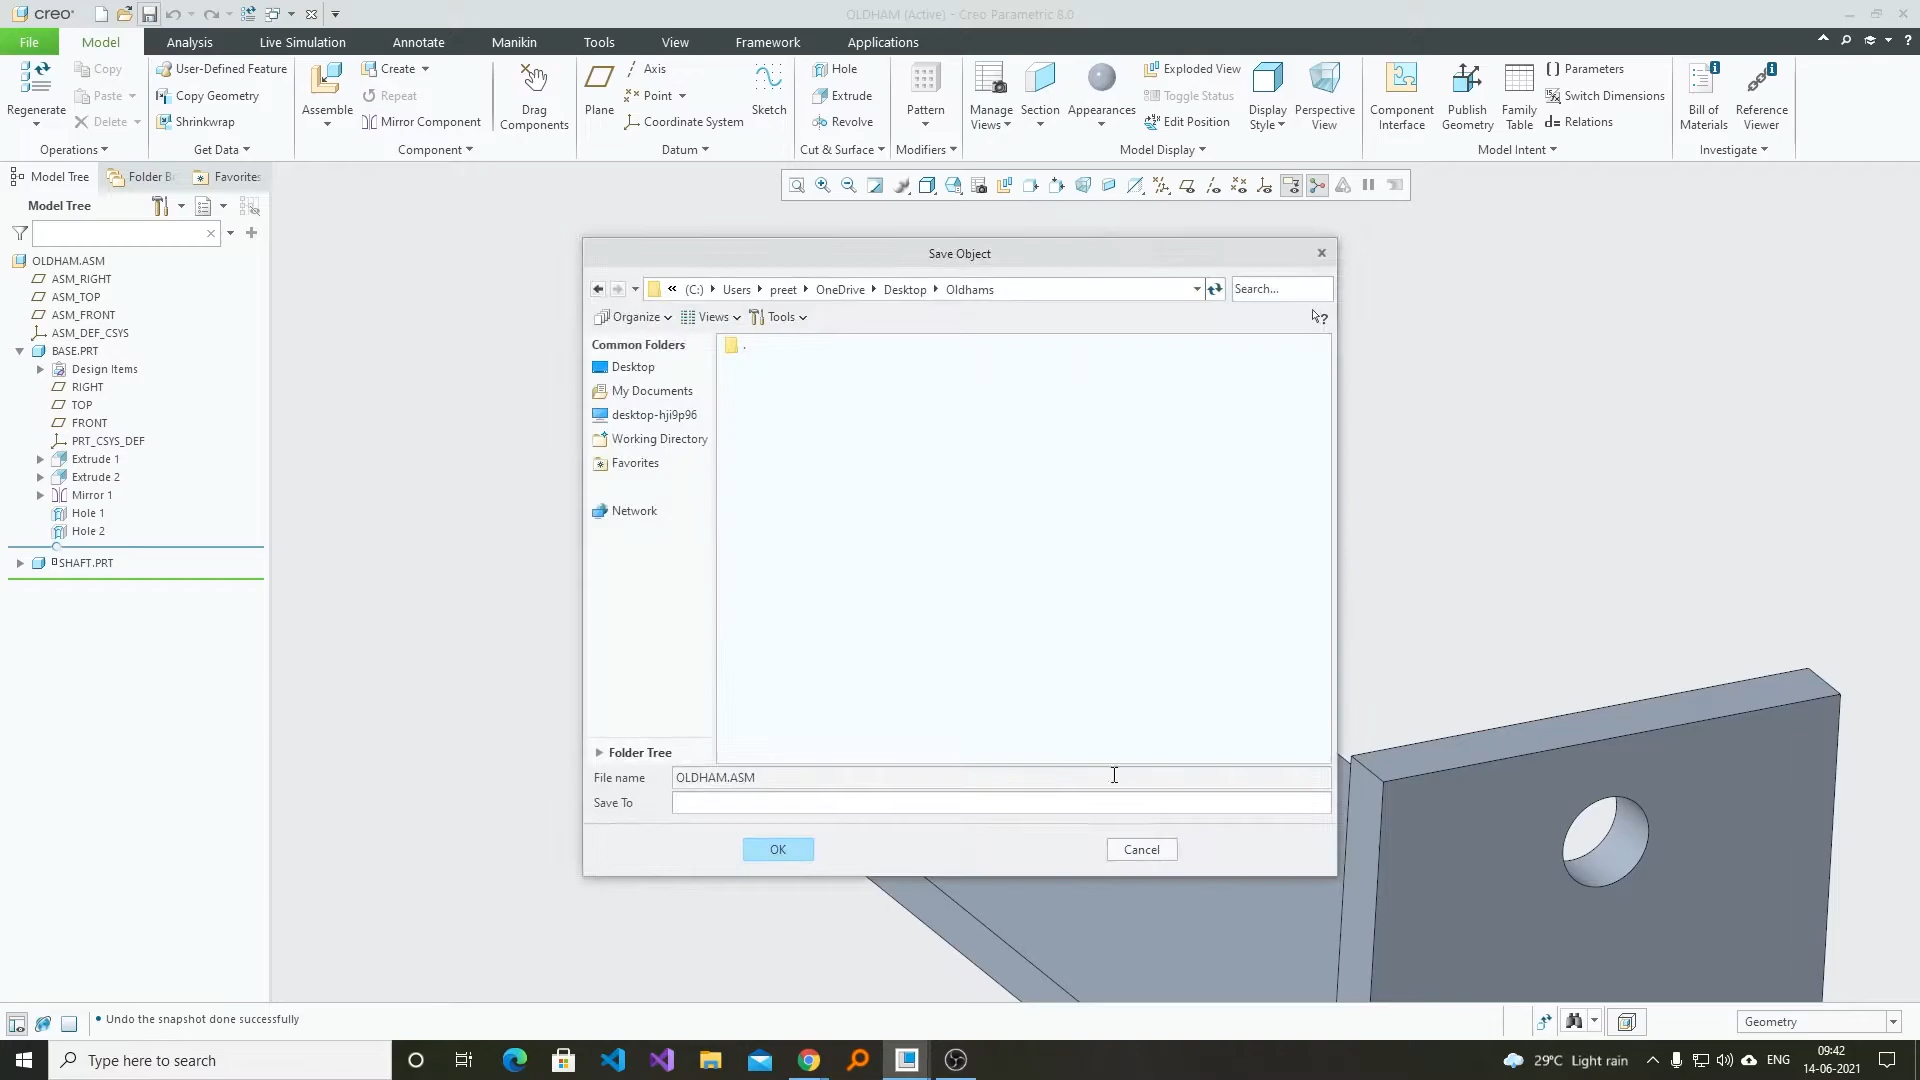 creo
OLDHAM (Active) - Creo Parametric 8.0
File
Model
Analysis
Live Simulation
Annotate
Manikin
Tools
View
Framework
Applications
Regenerate
Copy
Paste
Delete
Operations
User-Defined Feature
Copy Geometry
Shrinkwrap
Get Data
Assemble
Create
Repeat
Mirror Component
Drag
Components
Component
Plane
Axis
Point
Coordinate System
Sketch
Datum
Hole
Extrude
Revolve
Cut & Surface
Pattern
Modifiers
Manage
Views
Section
Appearances
Exploded View
Toggle Status
Edit Position
Display
Style
Perspective
View
Model Display
Component
Interface
Publish
Geometry
Family
Table
Parameters
Switch Dimensions
Relations
Model Intent
Bill of
Materials
Reference
Viewer
Investigate
Model Tree
Folder B
Favorites
Model Tree
OLDHAM.ASM
ASM_RIGHT
ASM_TOP
ASM_FRONT
ASM_DEF_CSYS
BASE.PRT
Design Items
RIGHT
TOP
FRONT
PRT_CSYS_DEF
Extrude 1
Extrude 2
Mirror 1
Hole 1
Hole 2
SHAFT.PRT
Save Object
« (C:) Users preet OneDrive Desktop Oldhams
Search...
Organize
Views
Tools
Common Folders
Desktop
My Documents
desktop-hji9p96
Working Directory
Favorites
Network
.
Folder Tree
File name
OLDHAM.ASM
Save To
OK
Cancel
• Undo the snapshot done successfully
Geometry
Type here to search
29°C Light rain
ENG
09:42
14-06-2021